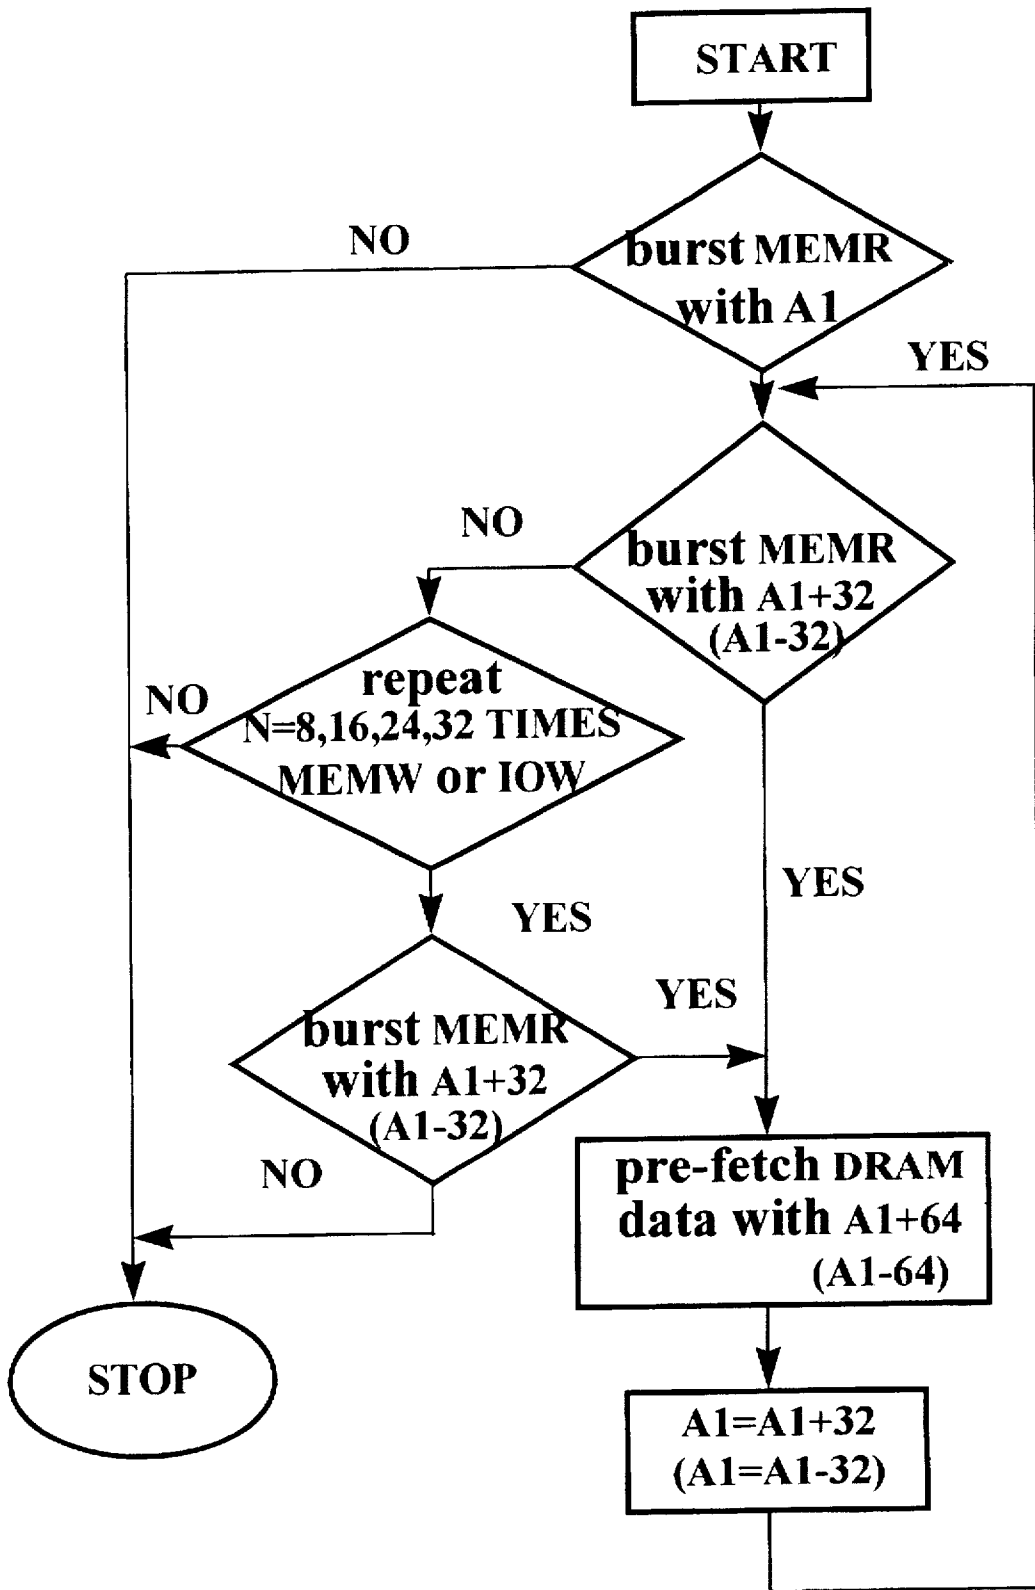 START
NO
burst MEMR
with A1
YES
NO
burst MEMR
with A1+32
(A1-32)
NO
repeat
N=8,16,24,32 TIMES
MEMW or IOW
YES
YES
YES
burst MEMR
with A1+32
(A1-32)
NO
pre-fetch DRAM
data with A1+64
(A1-64)
STOP
A1=A1+32
(A1=A1-32)